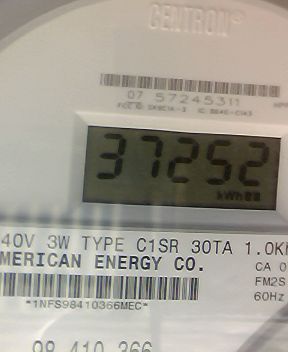 CENTRON®
07 57245311
37252
kWh
40V 3W TYPE C1SR 30TA 1.0K
MERICAN ENERGY CO.
CA 0
FM2S
60Hz
*1NFS98410366MEC*
98 410 366